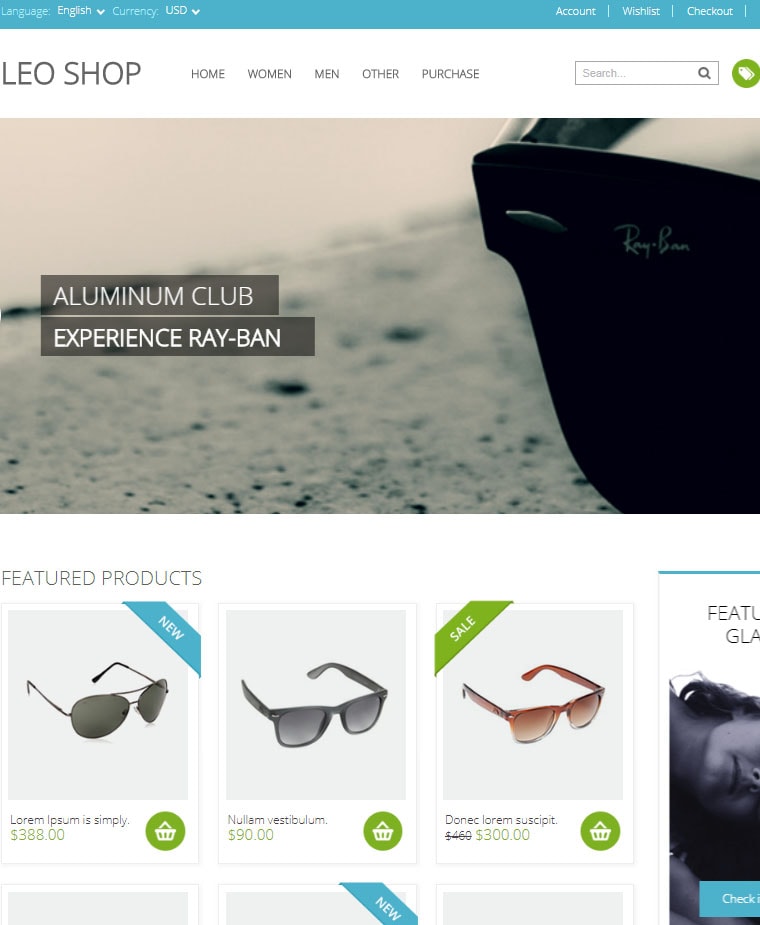 Language: English Currency: USD Account Wishlist Checkout
LEO SHOP
HOME WOMEN MEN OTHER PURCHASE
Search...
Ray-Ban
ALUMINUM CLUB
EXPERIENCE RAY-BAN
FEATURED PRODUCTS
NEW
SALE
Lorem Ipsum is simply.
$388.00
Nullam vestibulum.
$90.00
Donec lorem suscipit.
$460 $300.00
NEW
Check